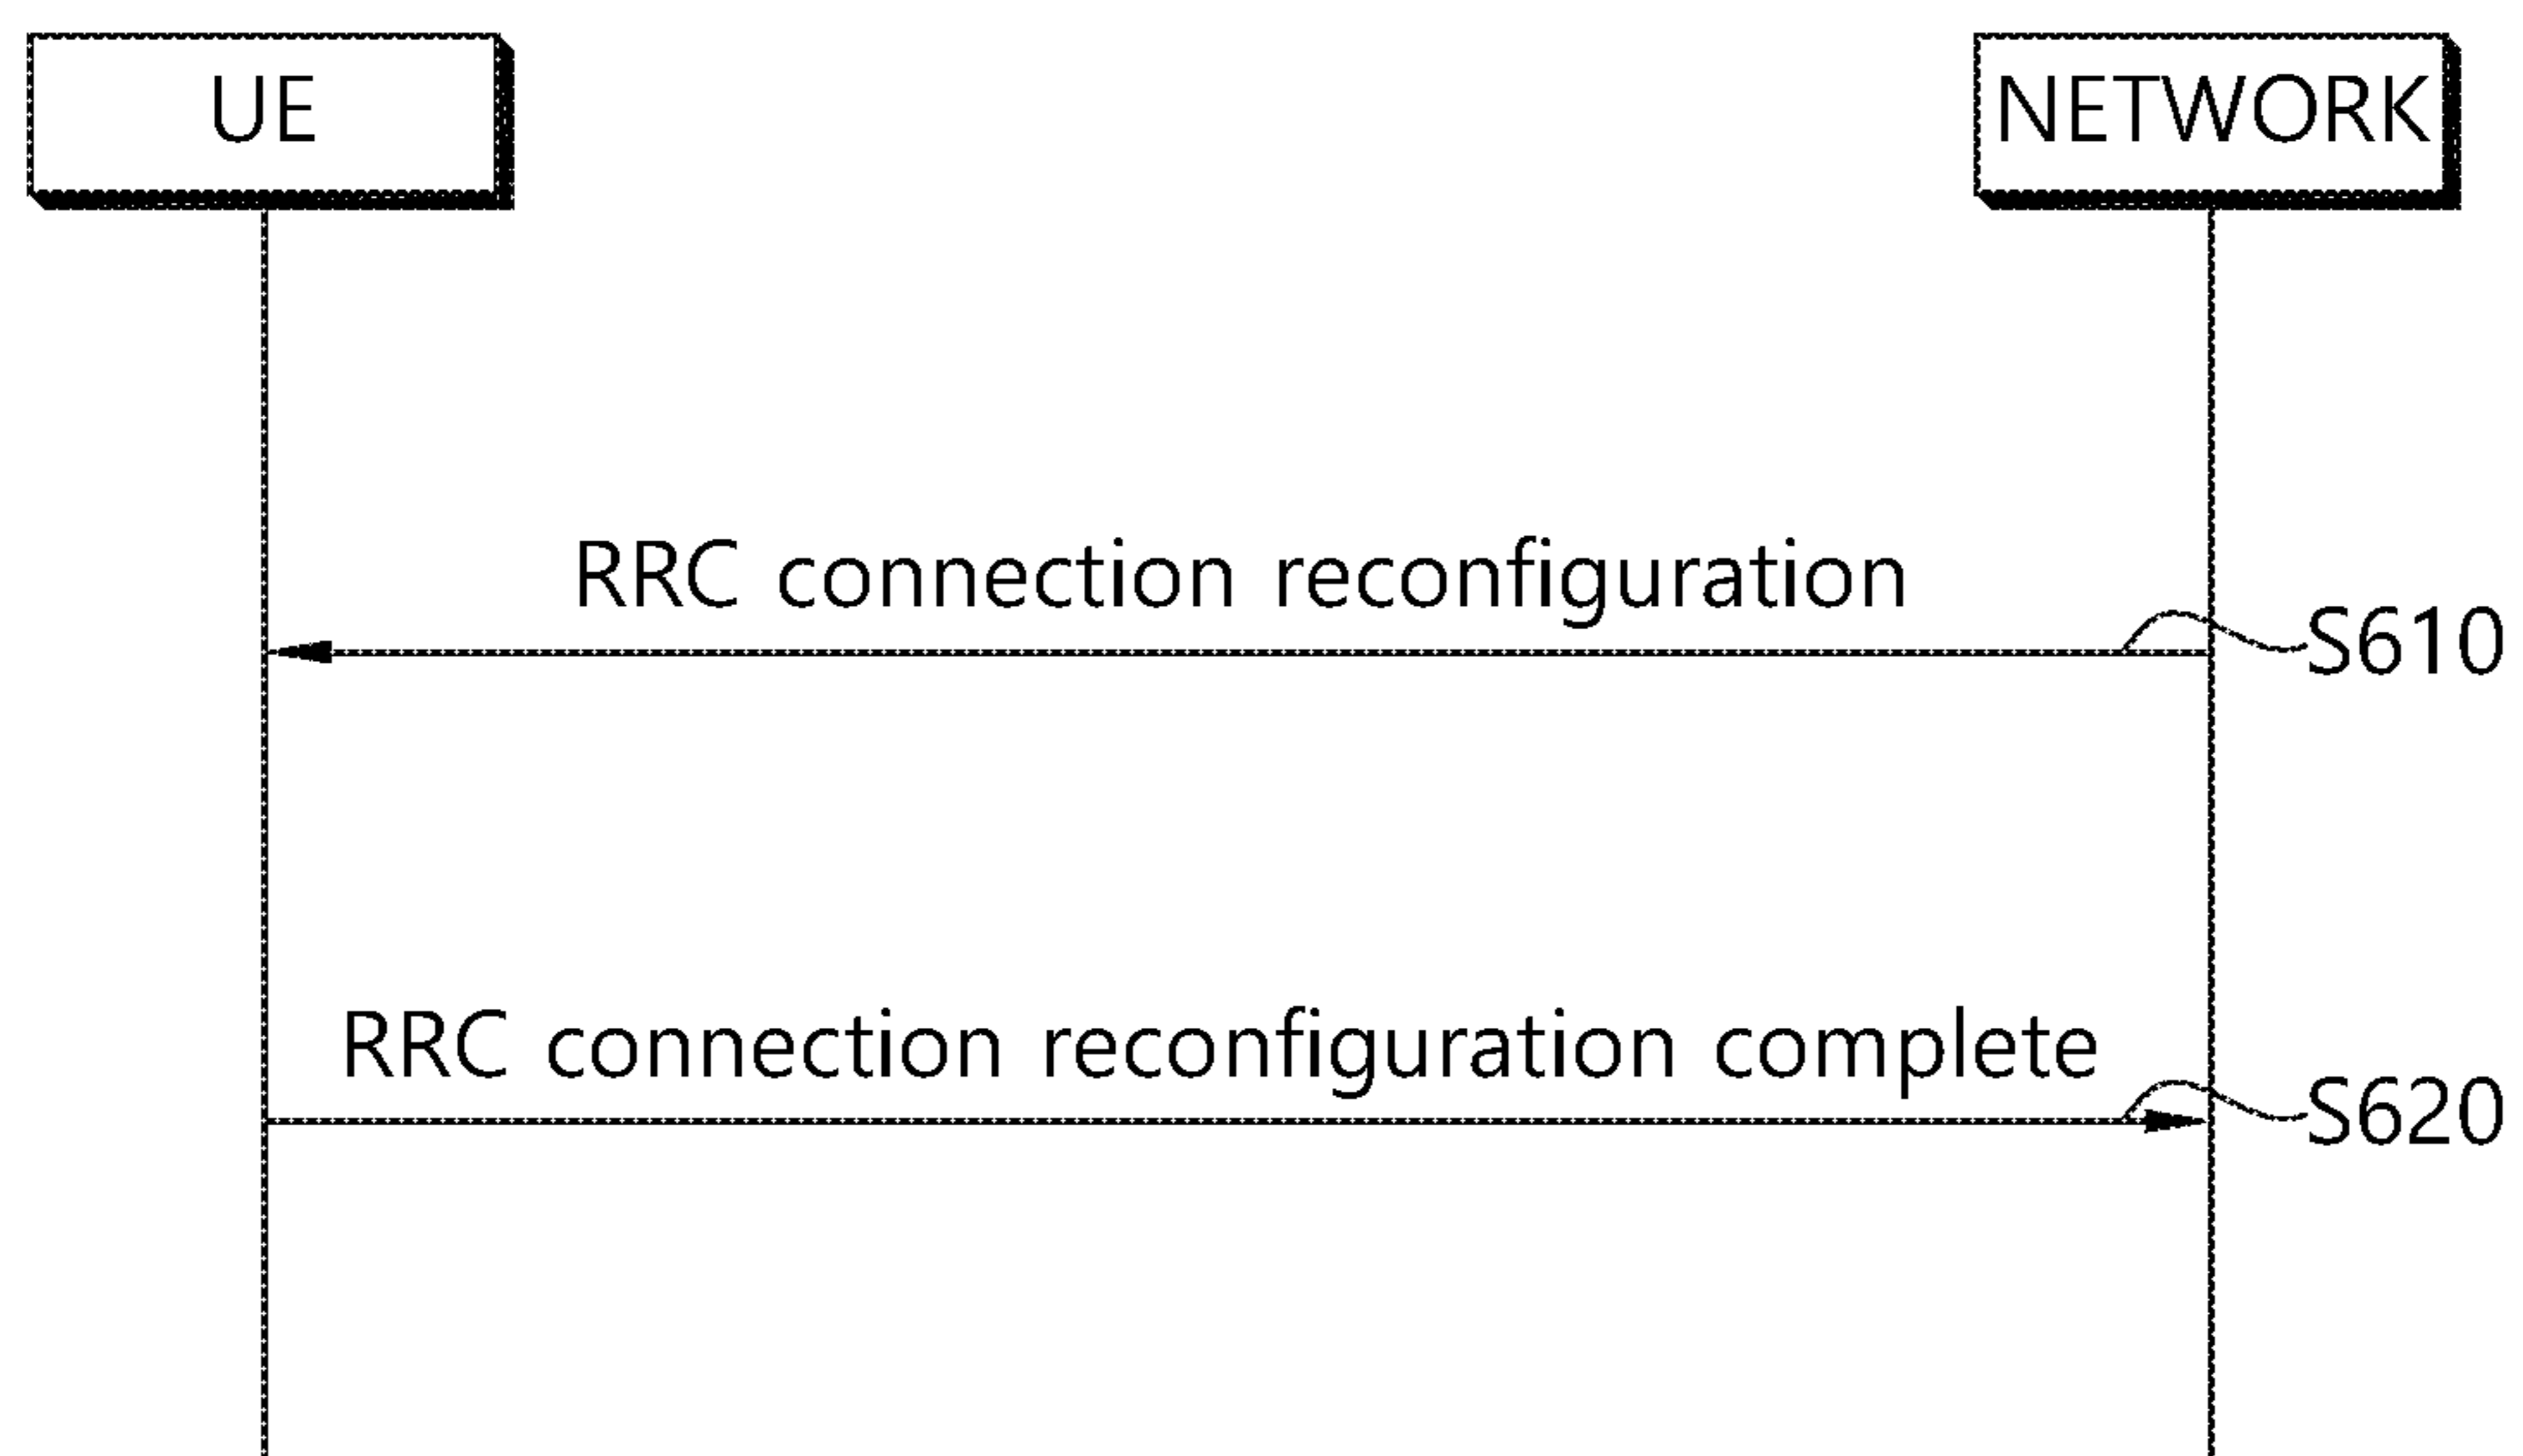 UE
NETWORK
RRC connection reconfiguration
S610
RRC connection reconfiguration complete
S620